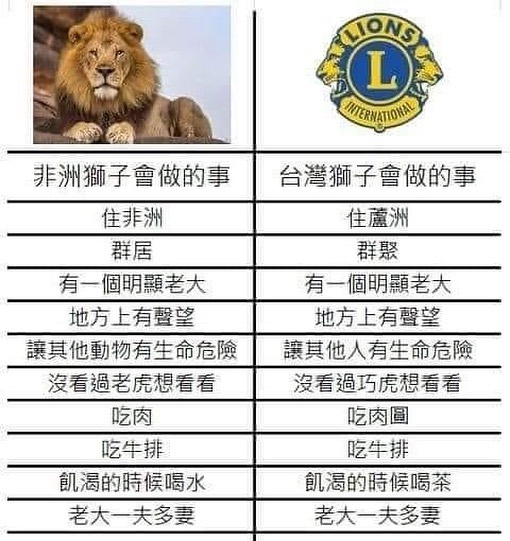 LIONS
L
INTERNATIONAL
非洲獅子會做的事 台灣獅子會做的事
住非洲 住蘆洲
群居 群聚
有一個明顯老大 有一個明顯老大
地方上有聲望 地方上有聲望
讓其他動物有生命危險 讓其他人有生命危險
沒看過老虎想看看 沒看過巧虎想看看
吃肉 吃肉圓
吃牛排 吃牛排
飢渴的時候喝水 飢渴的時候喝茶
老大一夫多妻 老大一夫多妻